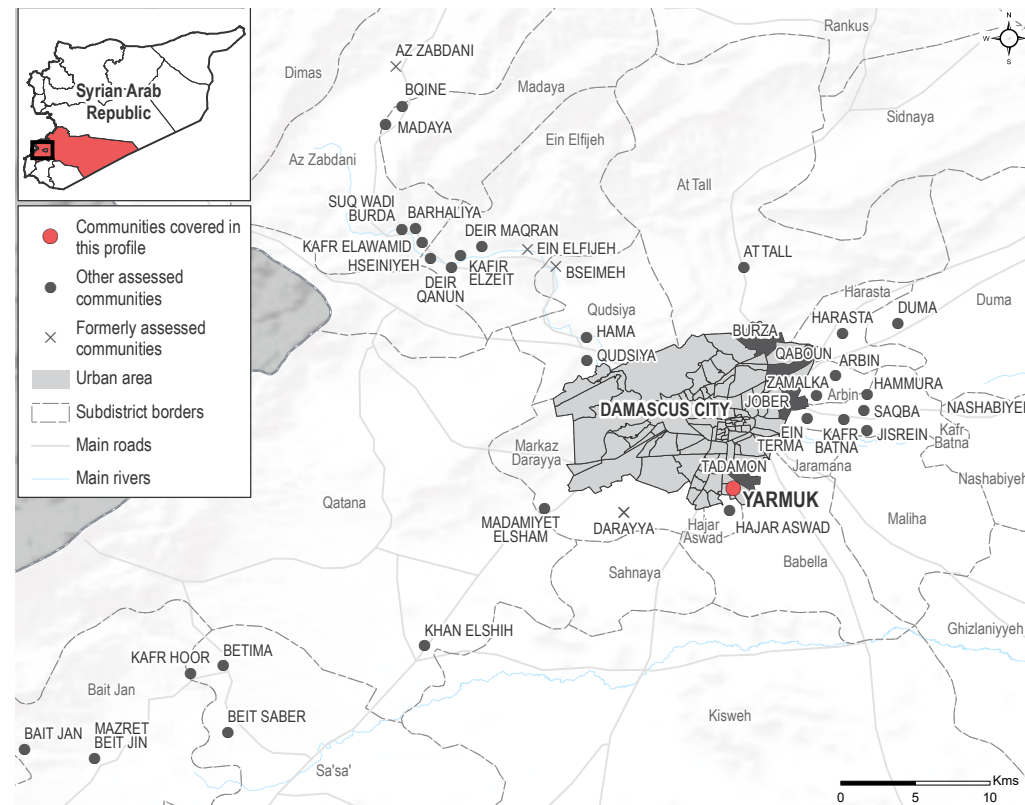 Syrian Arab
Republic
Communities covered in
this profile
Other assessed
communities
Formerly assessed
communities
Urban area
Subdistrict borders
Main roads
Main rivers
N
W
S
Rankus
AZ ZABDANI
Dimas
BQINE
Madaya
MADAYA
Sidnaya
Ein Elfijeh
Az Zabdani
At Tall
SUQ WADI
BURDA
BARHALIYA
DEIR MAQRAN
KAFR ELAWAMID
EIN ELFIJEH
HSEINIYEH
KAFIR
ELZEIT
BSEIMEH
DEIR
QANUN
AT TALL
Harasta
Duma
Qudsiya
DUMA
HARASTA
HAMA
BURZA
QUDSIYA
QABOUN
ARBIN
ZAMALKA
Arbin
HAMMURA
DAMASCUS CITY
JOBER
SAQBA
NASHABIYEH
EIN
TERMA
KAFR
BATNA
JISREIN
Kafr
Batna
Markaz
Darayya
TADAMON
Jaramana
Nashabiyeh
YARMUK
Qatana
MADAMIYET
ELSHAM
DARAYYA
Hajar
Aswad
HAJAR ASWAD
Maliha
Sahnaya
Babella
KHAN ELSHIH
Ghizlaniyyeh
KAFR HOOR
BETIMA
Bait Jan
BEIT SABER
Kisweh
BAIT JAN
MAZRET
BEIT JIN
Sa'sa'
Kms
0 5 10